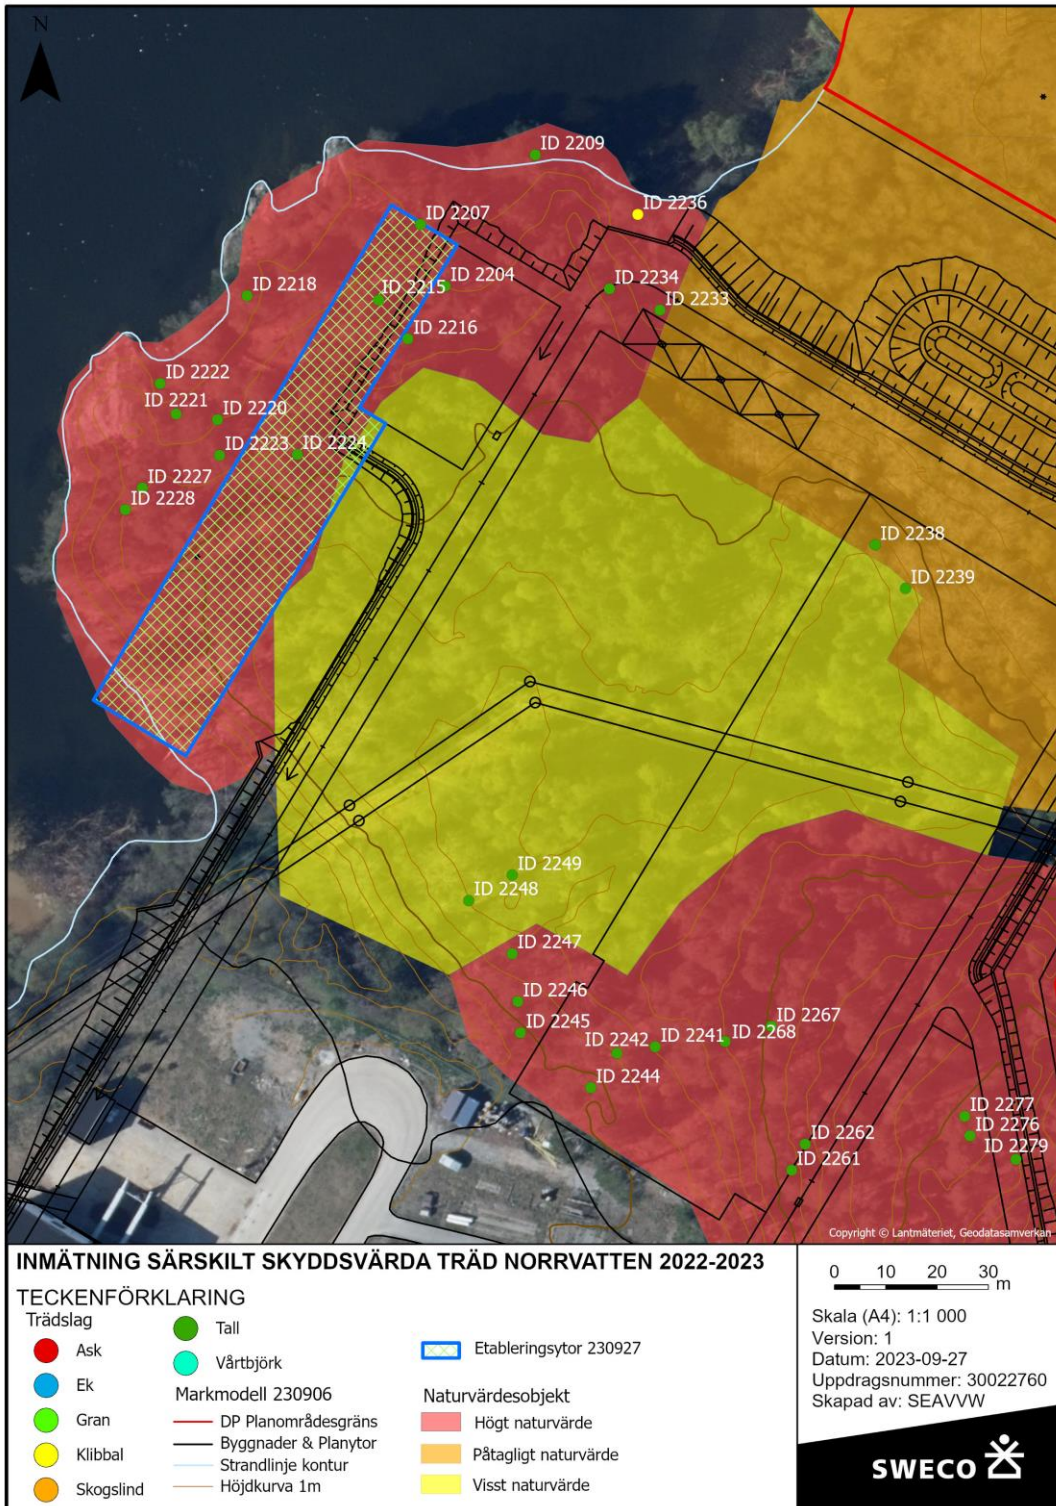 N
ID 2209
ID 2236
ID 2207
ID 2204
ID 2218
ID 2215
ID 2234
ID 2233
ID 2216
ID 2222
ID 2221
ID 2220
ID 2223
ID 2224
ID 2227
ID 2228
ID 2238
ID 2239
ID 2249
ID 2248
ID 2247
ID 2246
ID 2245
ID 2242
ID 2241
ID 2267
ID 2268
ID 2244
ID 2277
ID 2276
ID 2262
ID 2279
ID 2261
Copyright © Lantmäteriet, Geodatasamverkan
INMÄTNING SÄRSKILT SKYDDSVÄRDA TRÄD NORRVATTEN 2022-2023
TECKENFÖRKLARING
Trädslag
Ask
Ek
Gran
Klibbal
Skogslind
Tall
Vårtbjörk
Markmodell 230906
DP Planområdesgräns
Byggnader & Planytor
Strandlinje kontur
Höjdkurva 1m
Etableringsytor 230927
Naturvärdesobjekt
Högt naturvärde
Påtagligt naturvärde
Visst naturvärde
0 10 20 30
m
Skala (A4): 1:1 000
Version: 1
Datum: 2023-09-27
Uppdragsnummer: 30022760
Skapad av: SEAVVW
SWECO